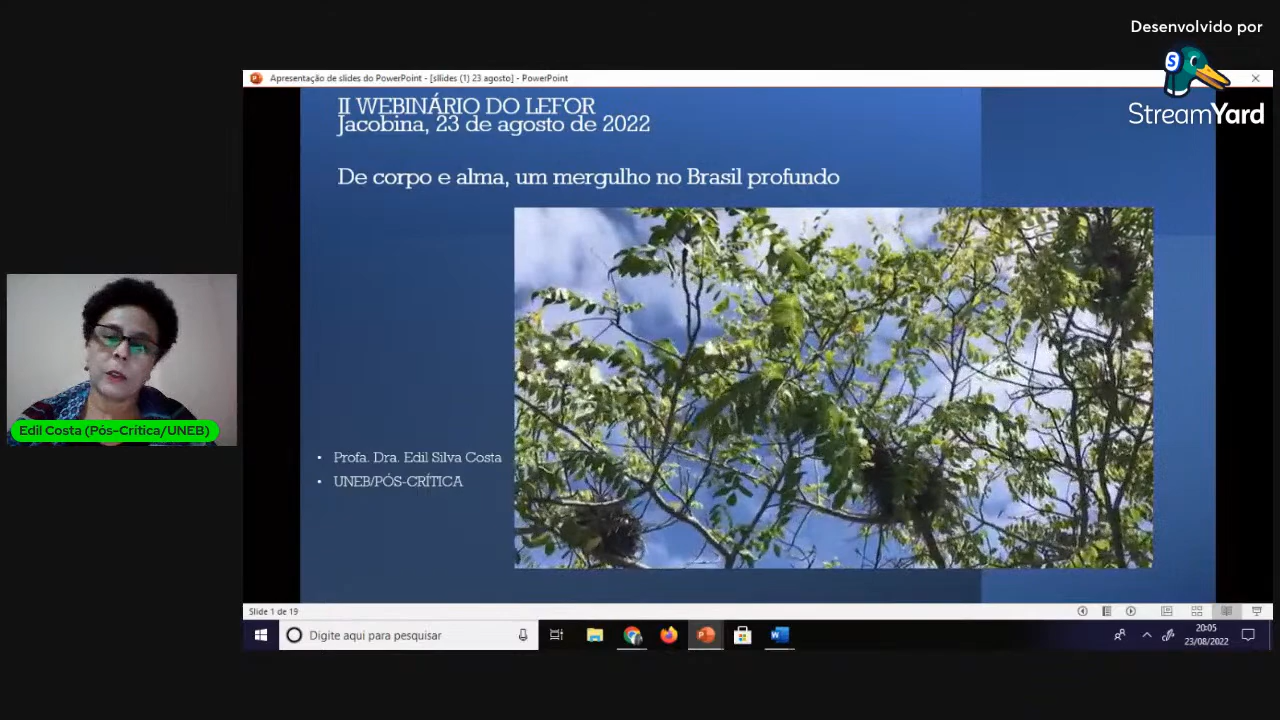 Desenvolvido por
StreamYard
Apresentação de slides do PowerPoint - [sllides (1) 23 agosto] - PowerPoint
II WEBINÁRIO DO LEFOR
Jacobina, 23 de agosto de 2022
De corpo e alma, um mergulho no Brasil profundo
Edil Costa (Pós-Crítica/UNEB)
• Profa. Dra. Edil Silva Costa
• UNEB/PÓS-CRÍTICA
Slide 1 de 19
Digite aqui para pesquisar
20:05
23/08/2022